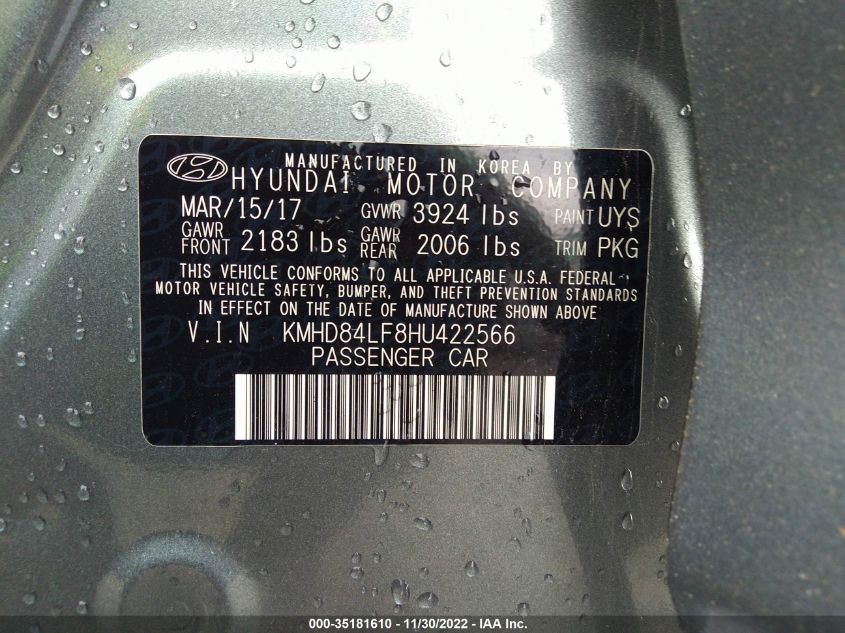 MANUFACTURED IN KOREA BY
HYUNDAI MOTOR COMPANY
MAR/15/17 GVWR 3924 lbs PAINT UYS
GAWR FRONT 2183 lbs GAWR REAR 2006 lbs TRIM PKG
THIS VEHICLE CONFORMS TO ALL APPLICABLE U.S.A. FEDERAL
MOTOR VEHICLE SAFETY, BUMPER, AND THEFT PREVENTION STANDARDS
IN EFFECT ON THE DATE OF MANUFACTURE SHOWN ABOVE
V.I.N KMHD84LF8HU422566
PASSENGER CAR
000-35181610 - 11/30/2022 - IAA Inc.